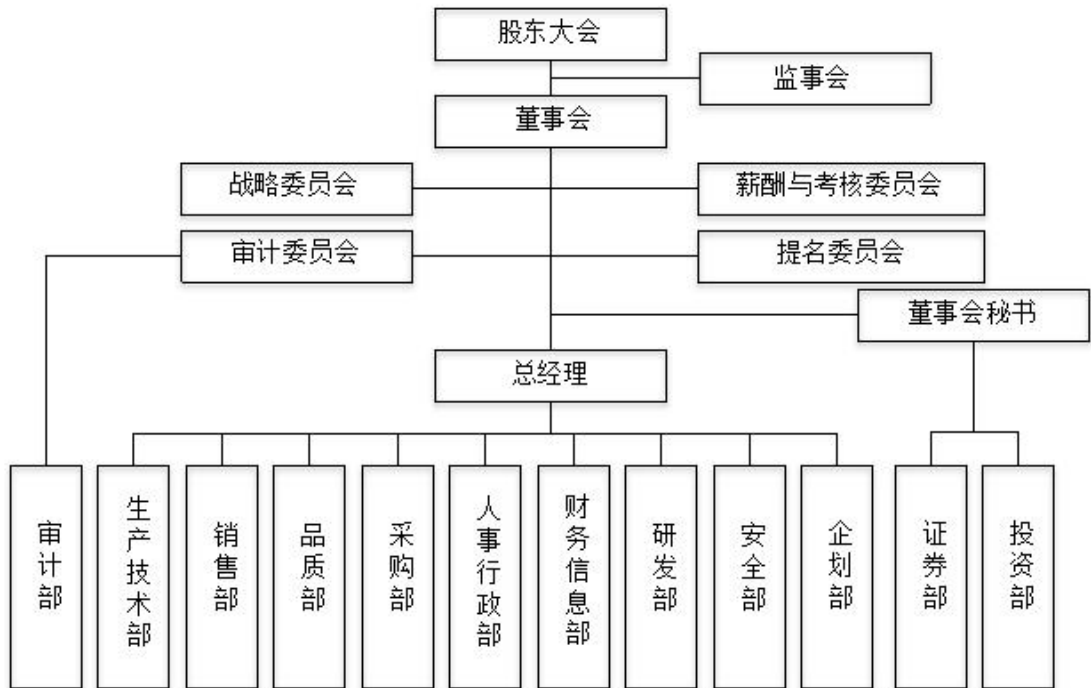 股东大会
监事会
董事会
战略委员会
薪酬与考核委员会
审计委员会
提名委员会
董事会秘书
总经理
审计部
生产技术部
销售部
品质部
采购部
人事行政部
财务信息部
研发部
安全部
企划部
证券部
投资部